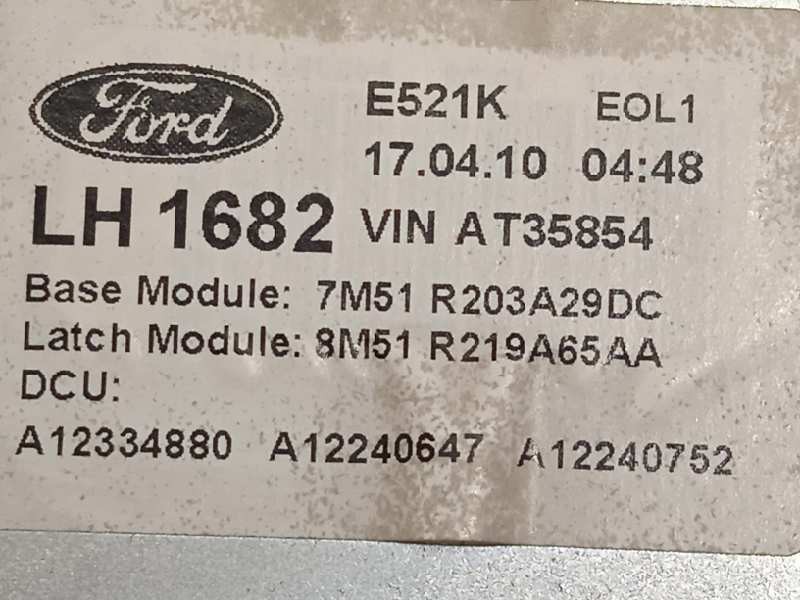 Ford
E521K EOL1
17.04.10 04:48
LH 1682 VIN AT35854
Base Module: 7M51 R203A29DC
Latch Module: 8M51 R219A65AA
DCU:
A12334880 A12240647 A12240752